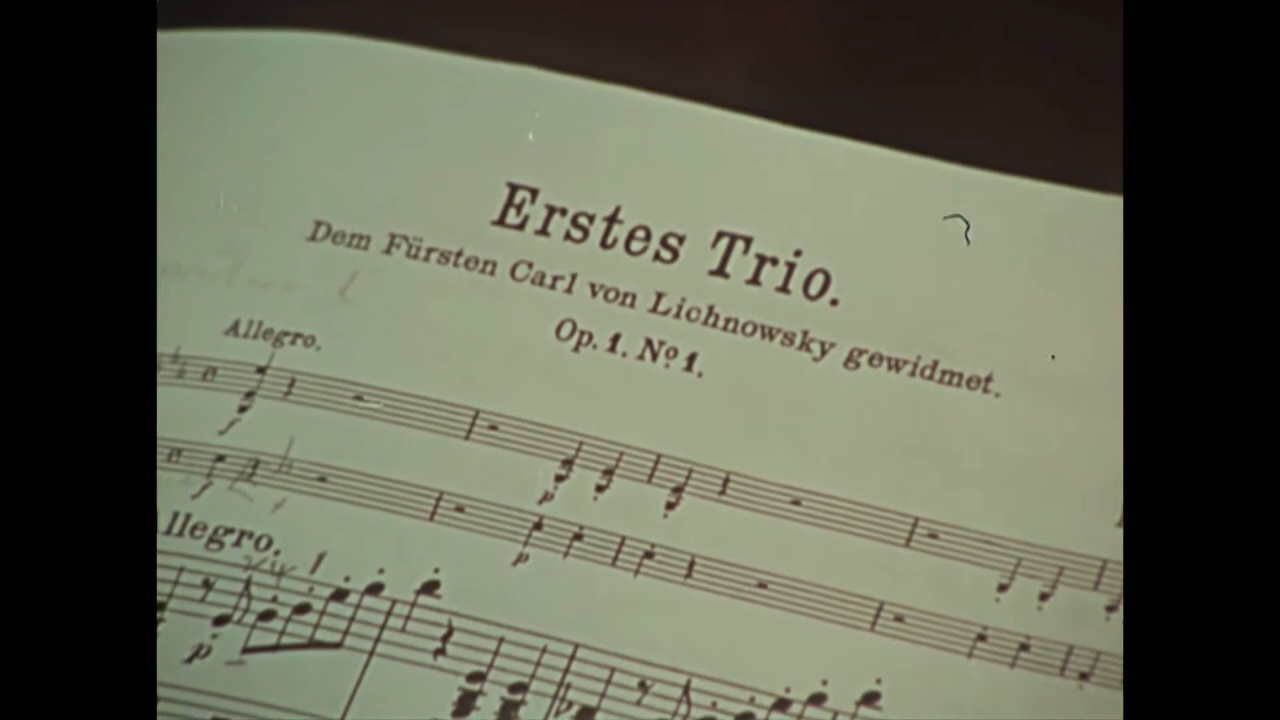 Erstes Trio.
Dem Fürsten Carl von Lichnowsky gewidmet.
Op. 1. Nº 1.
Allegro.
f
p
f
p
Allegro.
p